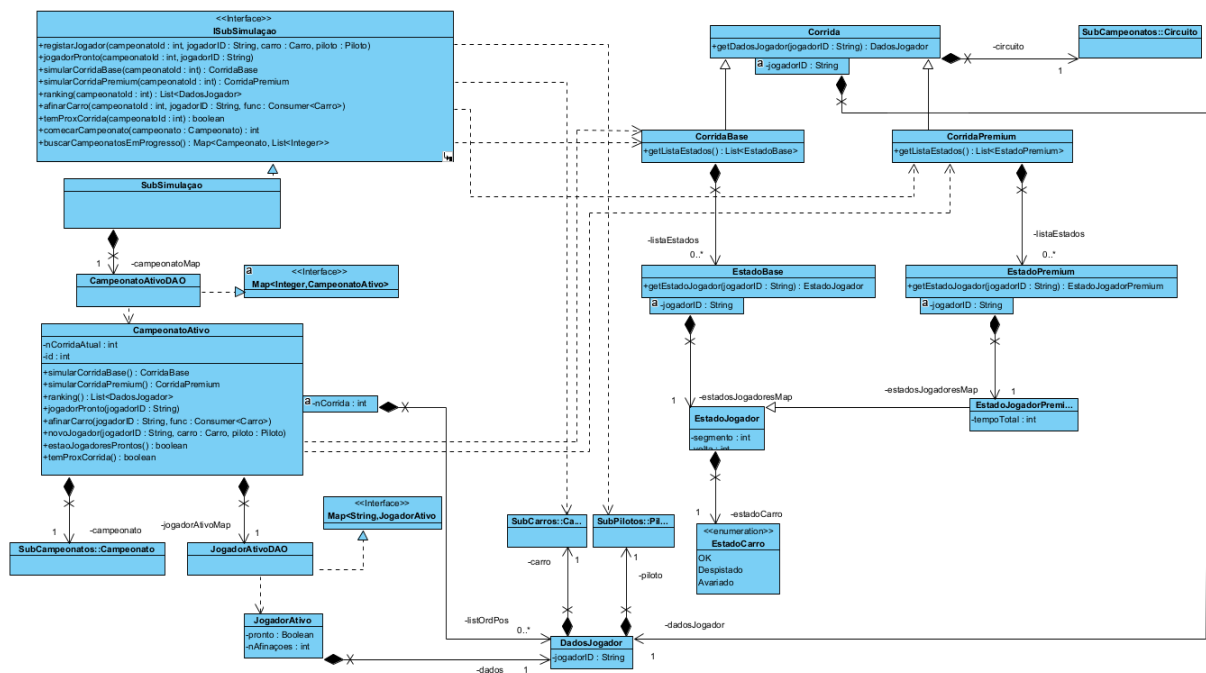 <<Interface>>
ISubSimulação
+registarJogador(campeonatoId : int, jogadorID : String, carro : Carro, piloto : Piloto)
+jogadorPronto(campeonatoId : int, jogadorID : String)
+simularCorridaBase(campeonatoId : int) : CorridaBase
+simularCorridaPremium(campeonatoId : int) : CorridaPremium
+ranking(campeonatoId : int) : List<DadosJogador>
+afinarCarro(campeonatoId : int, jogadorID : String, func : Consumer<Carro>)
+temProxCorrida(campeonatoId : int) : boolean
+comecarCampeonato(campeonato : Campeonato) : int
+buscarCampeonatosEmProgresso() : Map<Campeonato, List<Integer>>
SubSimulaçao
1
-campeonatoMap
CampeonatoAtivoDAO
a
<<Interface>>
Map<Integer,CampeonatoAtivo>
CampeonatoAtivo
-nCorridaAtual : int
-id : int
+simularCorridaBase() : CorridaBase
+simularCorridaPremium() : CorridaPremium
+ranking() : List<DadosJogador>
+jogadorPronto(jogadorID : String)
+afinarCarro(jogadorID : String, func : Consumer<Carro>)
+novoJogador(jogadorID : String, carro : Carro, piloto : Piloto)
+estaoJogadoresProntos() : boolean
+temProxCorrida() : boolean
a
-nCorrida : int
1
-campeonato
-jogadorAtivoMap
1
SubCampeonatos::Campeonato
JogadorAtivoDAO
<<Interface>>
Map<String,JogadorAtivo
JogadorAtivo
-pronto : Boolean
-nAfinaçoes : int
-dados
1
-listOrdPos
0..*
DadosJogador
-jogadorID : String
SubCarros::Ca...
1
-carro
SubPilotos::Pil...
1
-piloto
-dadosJogador
1
Corrida
+getDadosJogador(jogadorID : String) : DadosJogador
a
-jogadorID : String
-circuito
1
SubCampeonatos::Circuito
CorridaBase
+getListaEstados() : List<EstadoBase>
CorridaPremium
+getListaEstados() : List<EstadoPremium>
-listaEstados
0..*
-listaEstados
0..*
EstadoBase
+getEstadoJogador(jogadorID : String) : EstadoJogador
a
-jogadorID : String
EstadoPremium
+getEstadoJogador(jogadorID : String) : EstadoJogadorPremium
a
-jogadorID : String
1
-estadosJogadoresMap
-estadosJogadoresMap
1
EstadoJogador
-segmento : int
EstadoJogadorPremi...
-tempoTotal : int
1
-estadoCarro
<<enumeration>>
EstadoCarro
OK
Despistado
Avariado